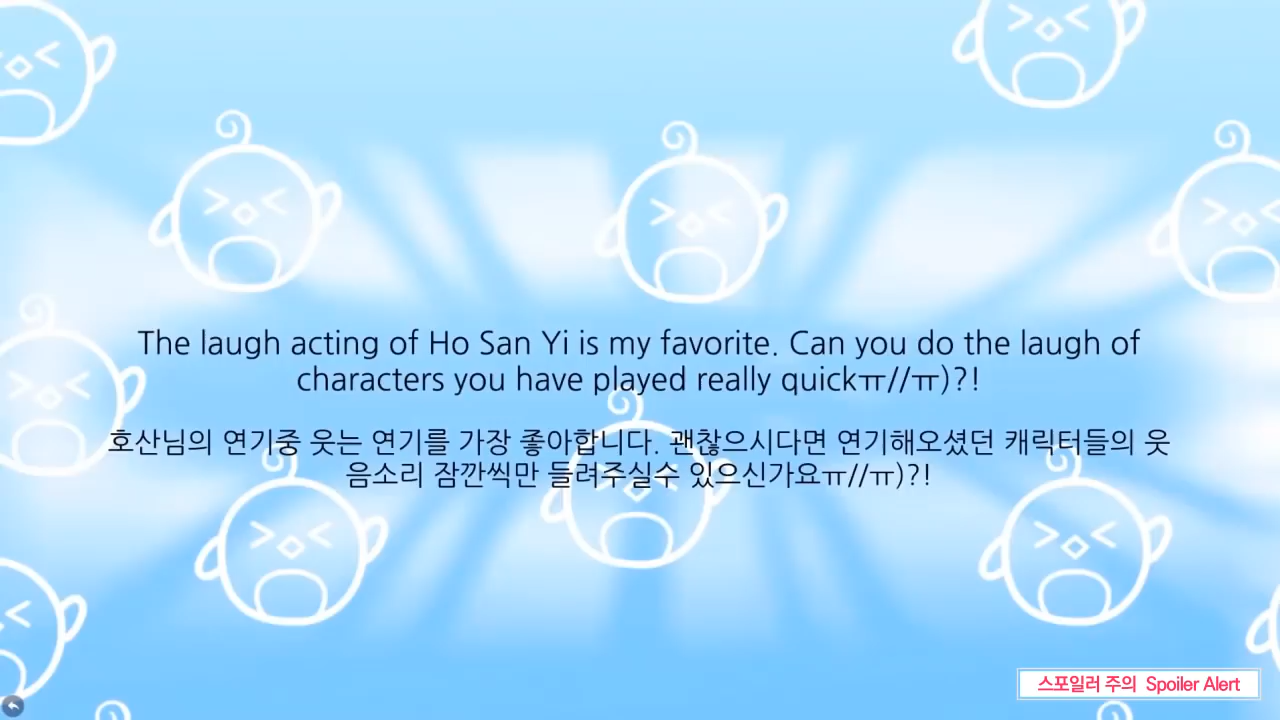 The laugh acting of Ho San Yi is my favorite. Can you do the laugh of
characters you have played really quickㅠ//ㅠ)?!
호산님의 연기중 웃는 연기를 가장 좋아합니다. 괜찮으시다면 연기해오셨던 캐릭터들의 웃
음소리 잠깐씩만 들려주실수 있으신가요ㅠ//ㅠ)?!
스포일러 주의 Spoiler Alert